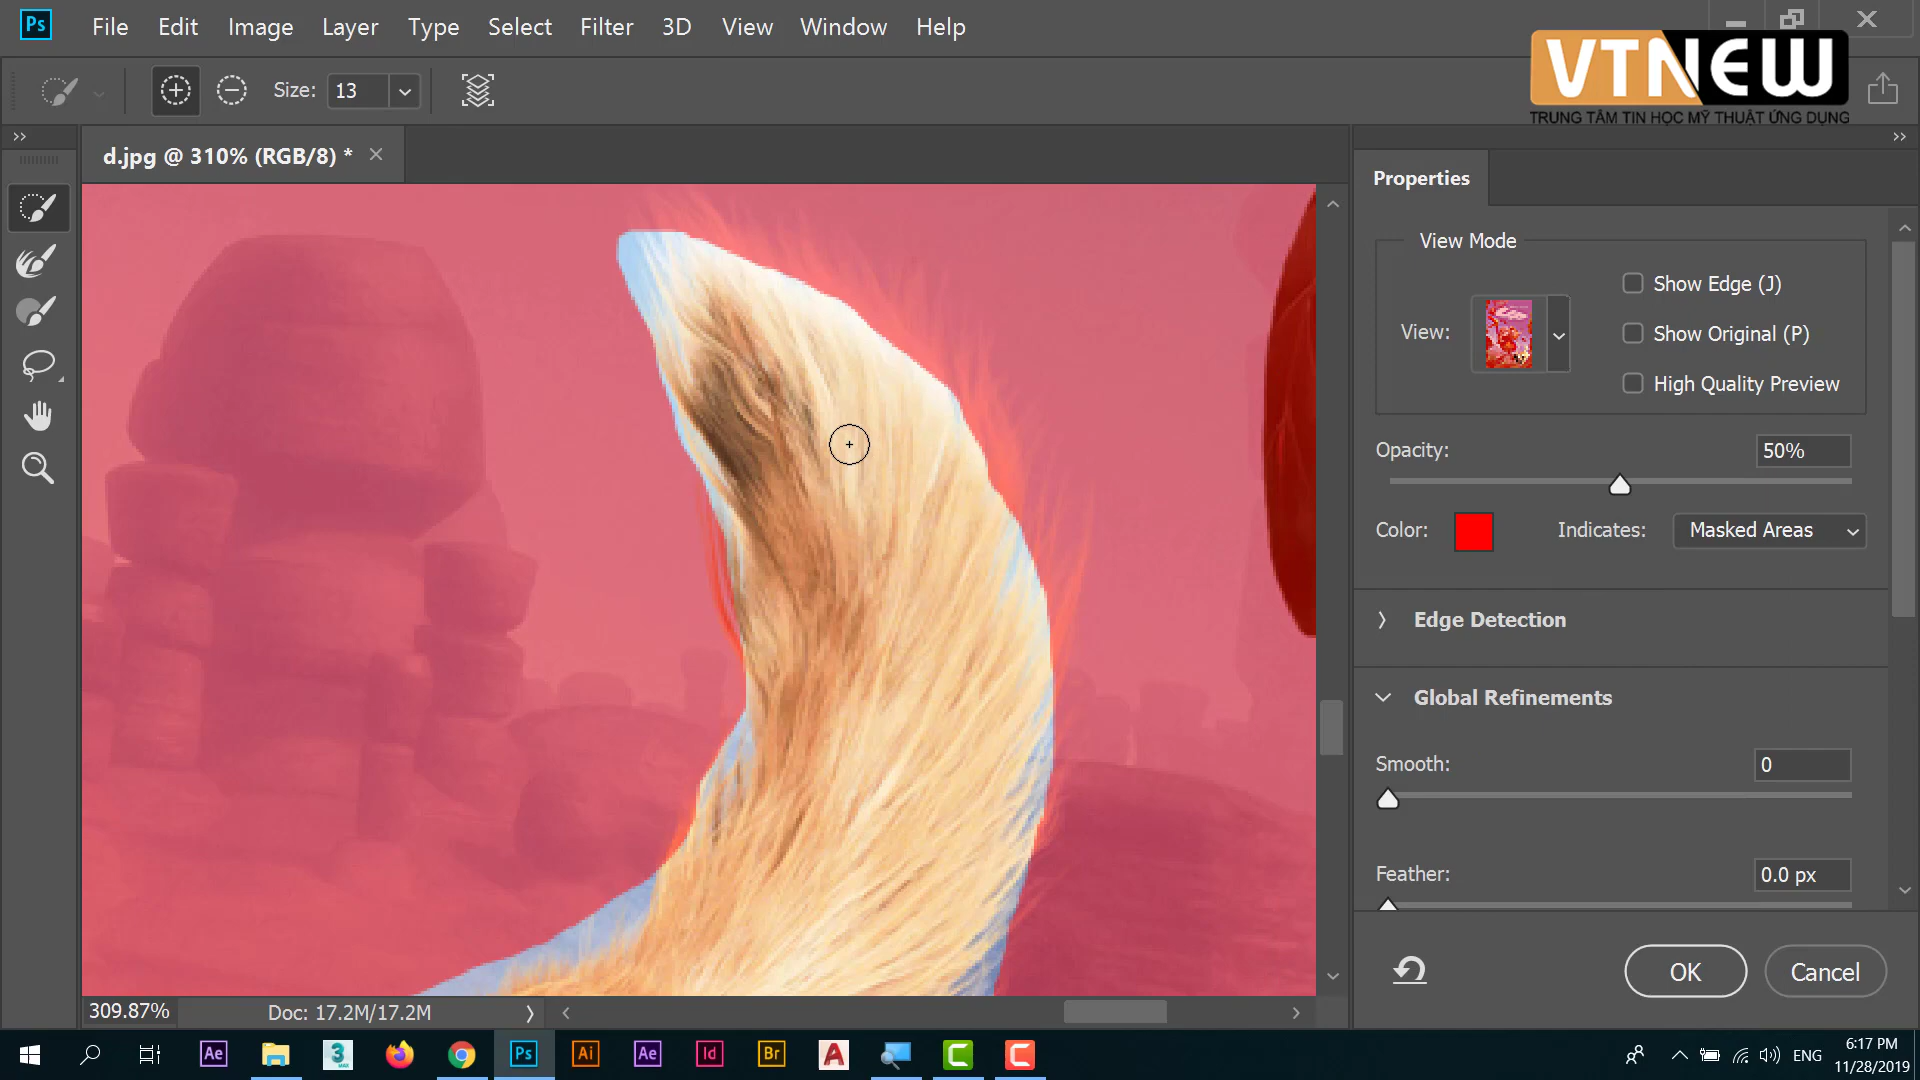 Ps File Edit Image Layer Type Select Filter 3D View Window Help
VTNEW
TRUNG TÂM TIN HỌC MỸ THUẬT ỨNG DỤNG
Size: 13
d.jpg @ 310% (RGB/8) *
Properties
View Mode
Show Edge (J)
View:
Show Original (P)
High Quality Preview
Opacity: 50%
Color: Indicates: Masked Areas
Edge Detection
Global Refinements
Smooth: 0
Feather: 0.0 px
OK Cancel
309.87% Doc: 17.2M/17.2M
Ae 3 Ps Ai Ae Id Br A C C ENG
6:17 PM
11/28/2019